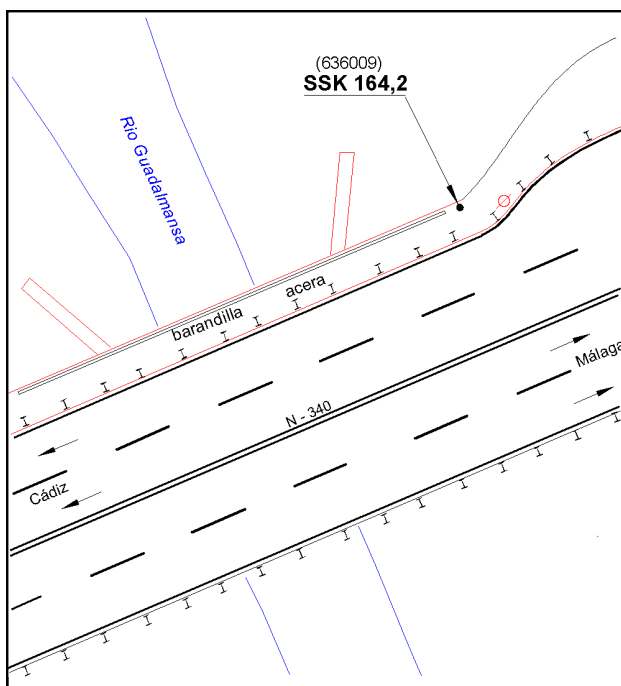 (636009)
SSK 164,2
Rio Guadalmansa
acera
barandilla
Málaga
N - 340
Cádiz